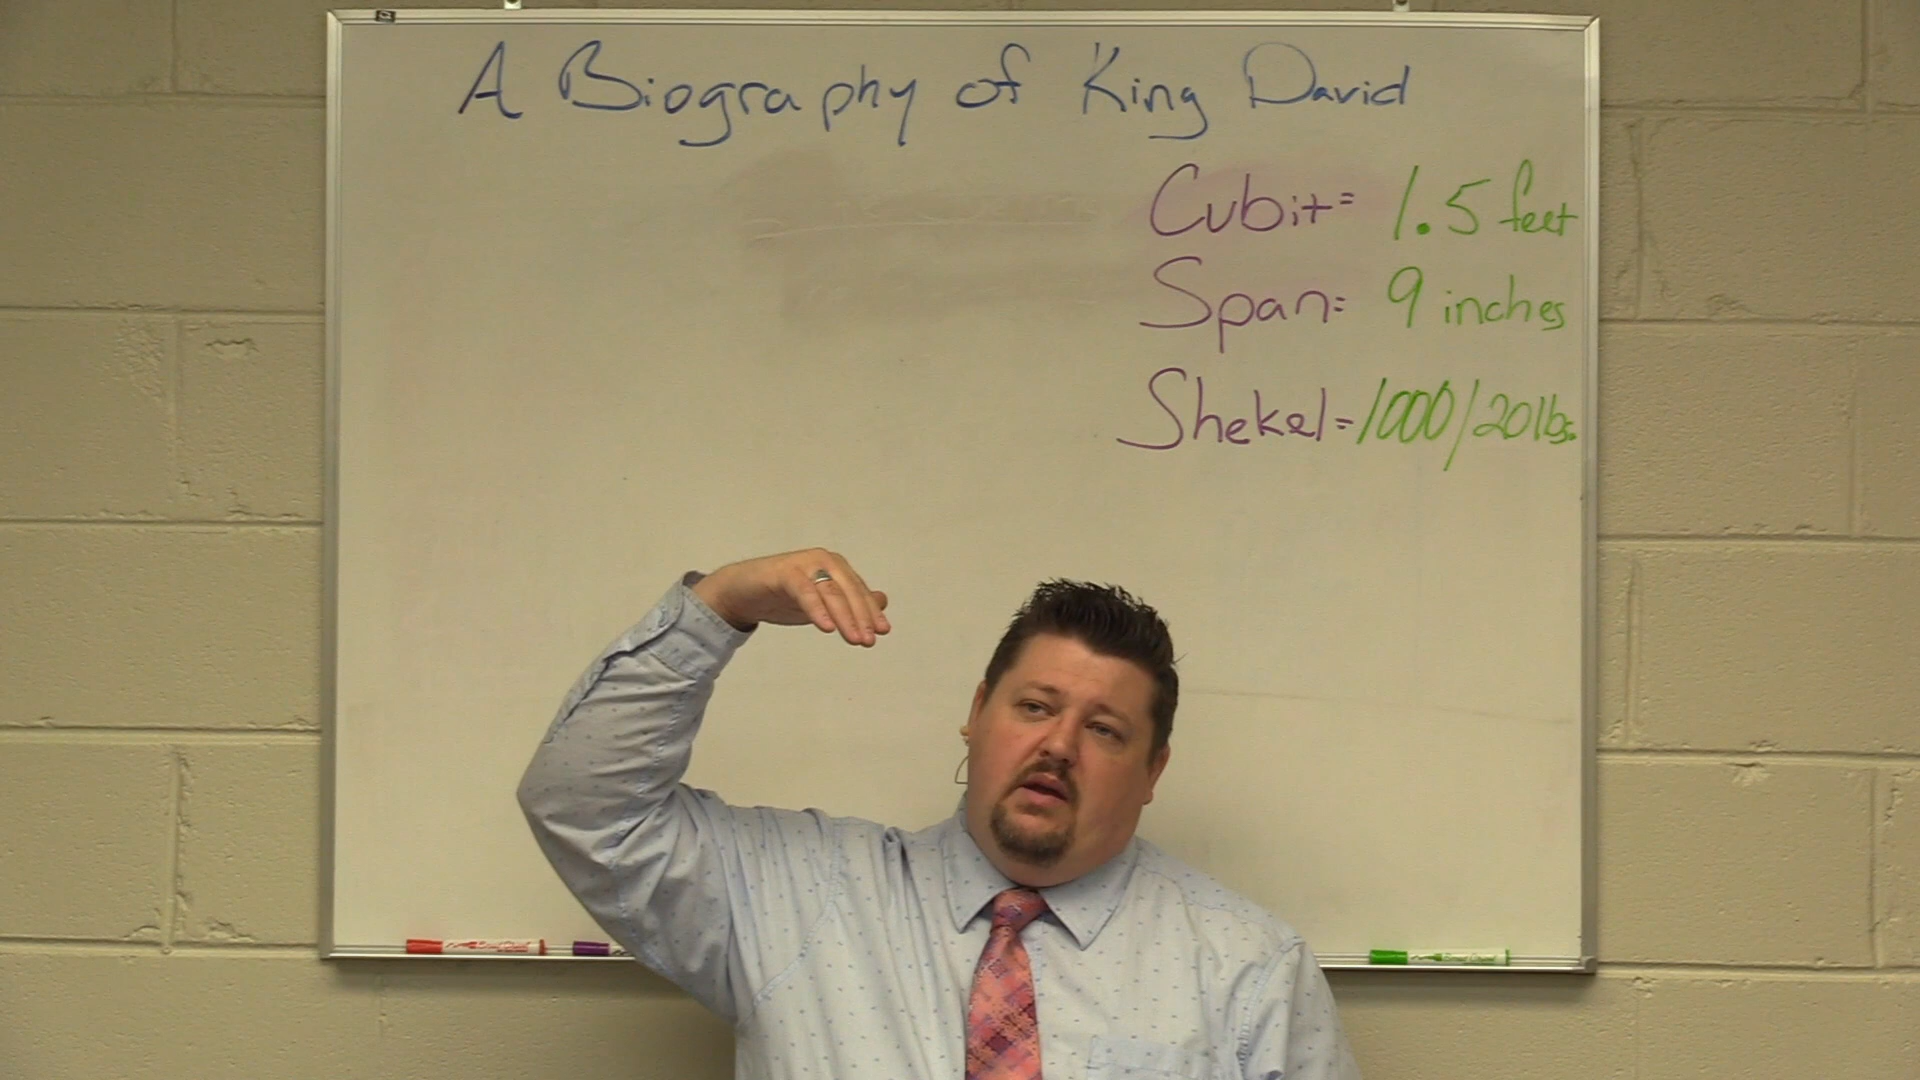 A Biography of King David
Cubit= 1.5 feet
Span= 9 inches
Shekel=1000/20lbs.